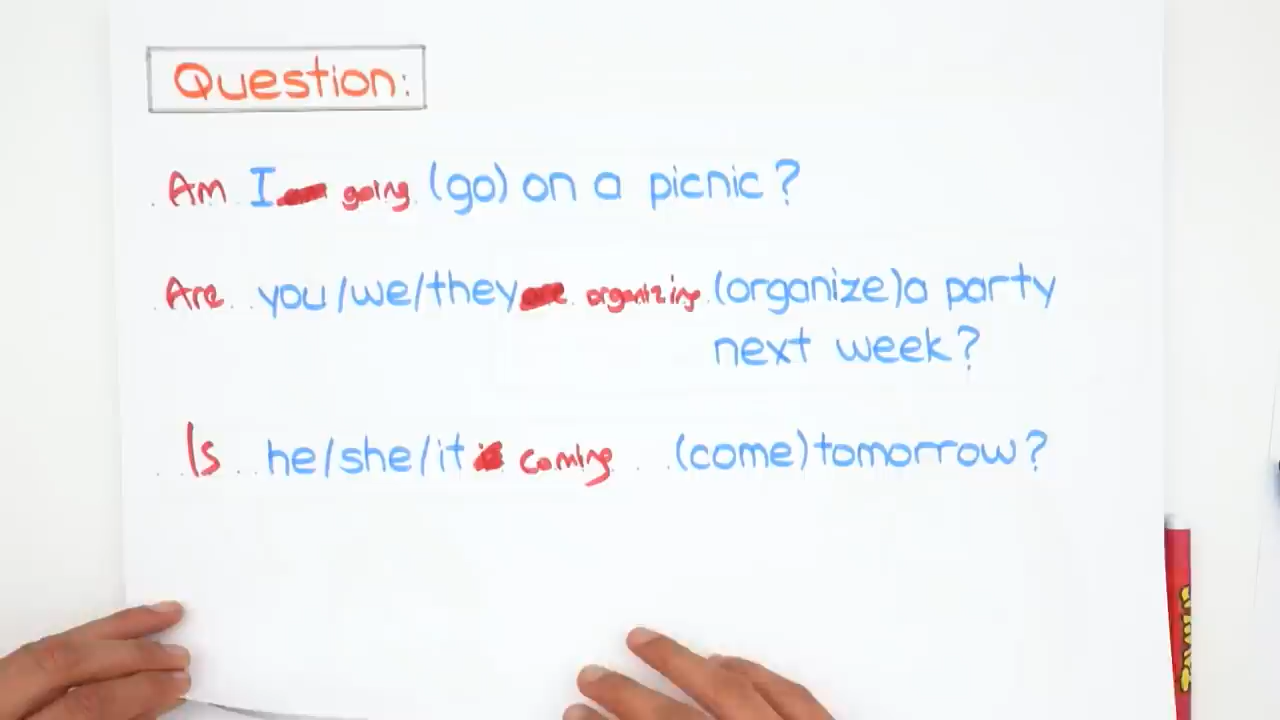 Question:
Am I going (go) on a picnic?
Are you/we/they organizing (organize) a party
next week?
Is he/she/it coming (come) tomorrow?